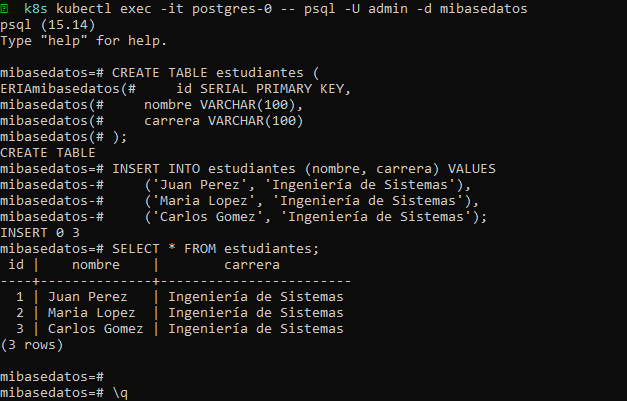 k8s kubectl exec -it postgres-0 -- psql -U admin -d mibasedatos
psql (15.14)
Type "help" for help.

mibasedatos=# CREATE TABLE estudiantes (
ERIAmibasedatos(#     id SERIAL PRIMARY KEY,
mibasedatos(#     nombre VARCHAR(100),
mibasedatos(#     carrera VARCHAR(100)
mibasedatos(# );
CREATE TABLE
mibasedatos=# INSERT INTO estudiantes (nombre, carrera) VALUES
mibasedatos-#     ('Juan Perez', 'Ingeniería de Sistemas'),
mibasedatos-#     ('Maria Lopez', 'Ingeniería de Sistemas'),
mibasedatos-#     ('Carlos Gomez', 'Ingeniería de Sistemas');
INSERT 0 3
mibasedatos=# SELECT * FROM estudiantes;
 id |    nombre    |        carrera
----+--------------+------------------------
  1 | Juan Perez   | Ingeniería de Sistemas
  2 | Maria Lopez  | Ingeniería de Sistemas
  3 | Carlos Gomez | Ingeniería de Sistemas
(3 rows)

mibasedatos=#
mibasedatos=# \q